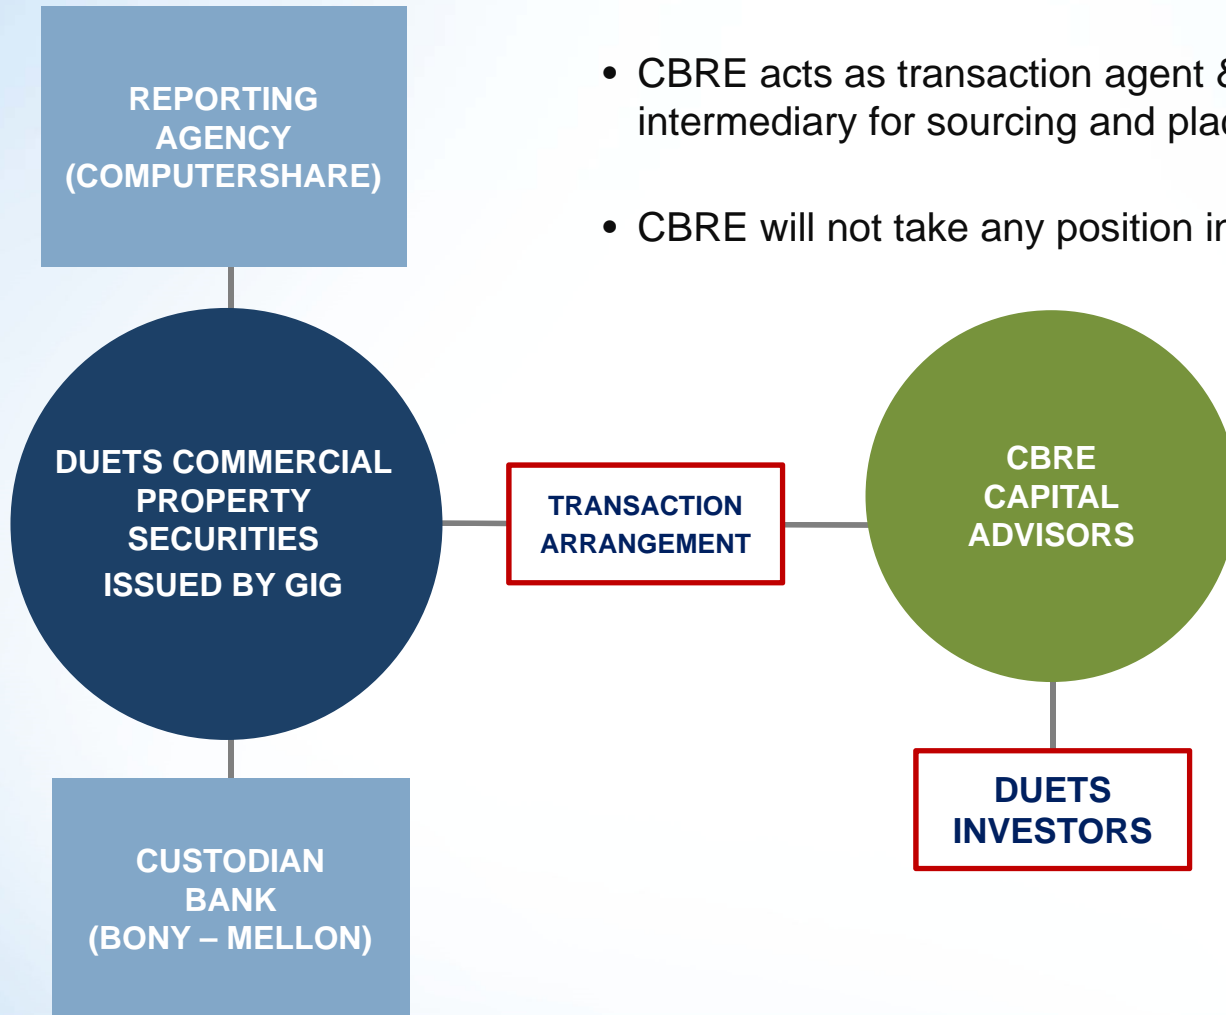 REPORTING
AGENCY
(COMPUTERSHARE)
• CBRE acts as transaction agent &
intermediary for sourcing and
• CBRE will not take any position
DUETS COMMERCIAL
PROPERTY
SECURITIES
ISSUED BY GIG
TRANSACTION
ARRANGEMENT
CBRE
CAPITAL
ADVISORS
DUETS
INVESTORS
CUSTODIAN
BANK
(BONY – MELLON)